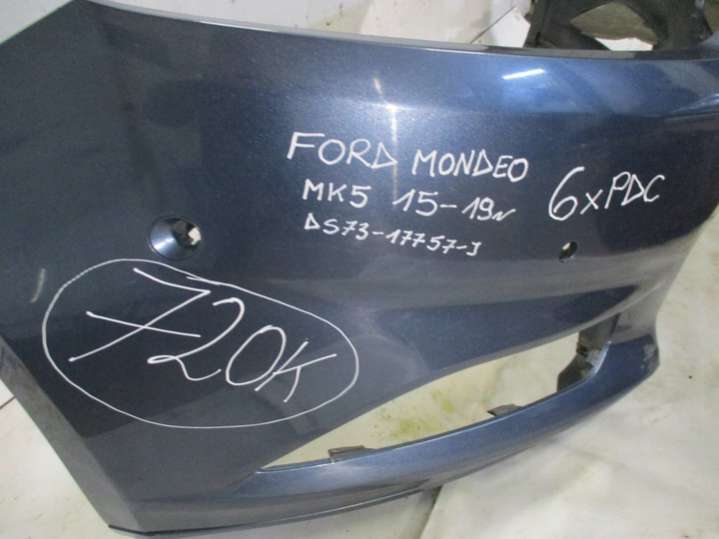 FORD MONDEO
MK5 15-19r
DS73-17757-J
6xPDC
720K